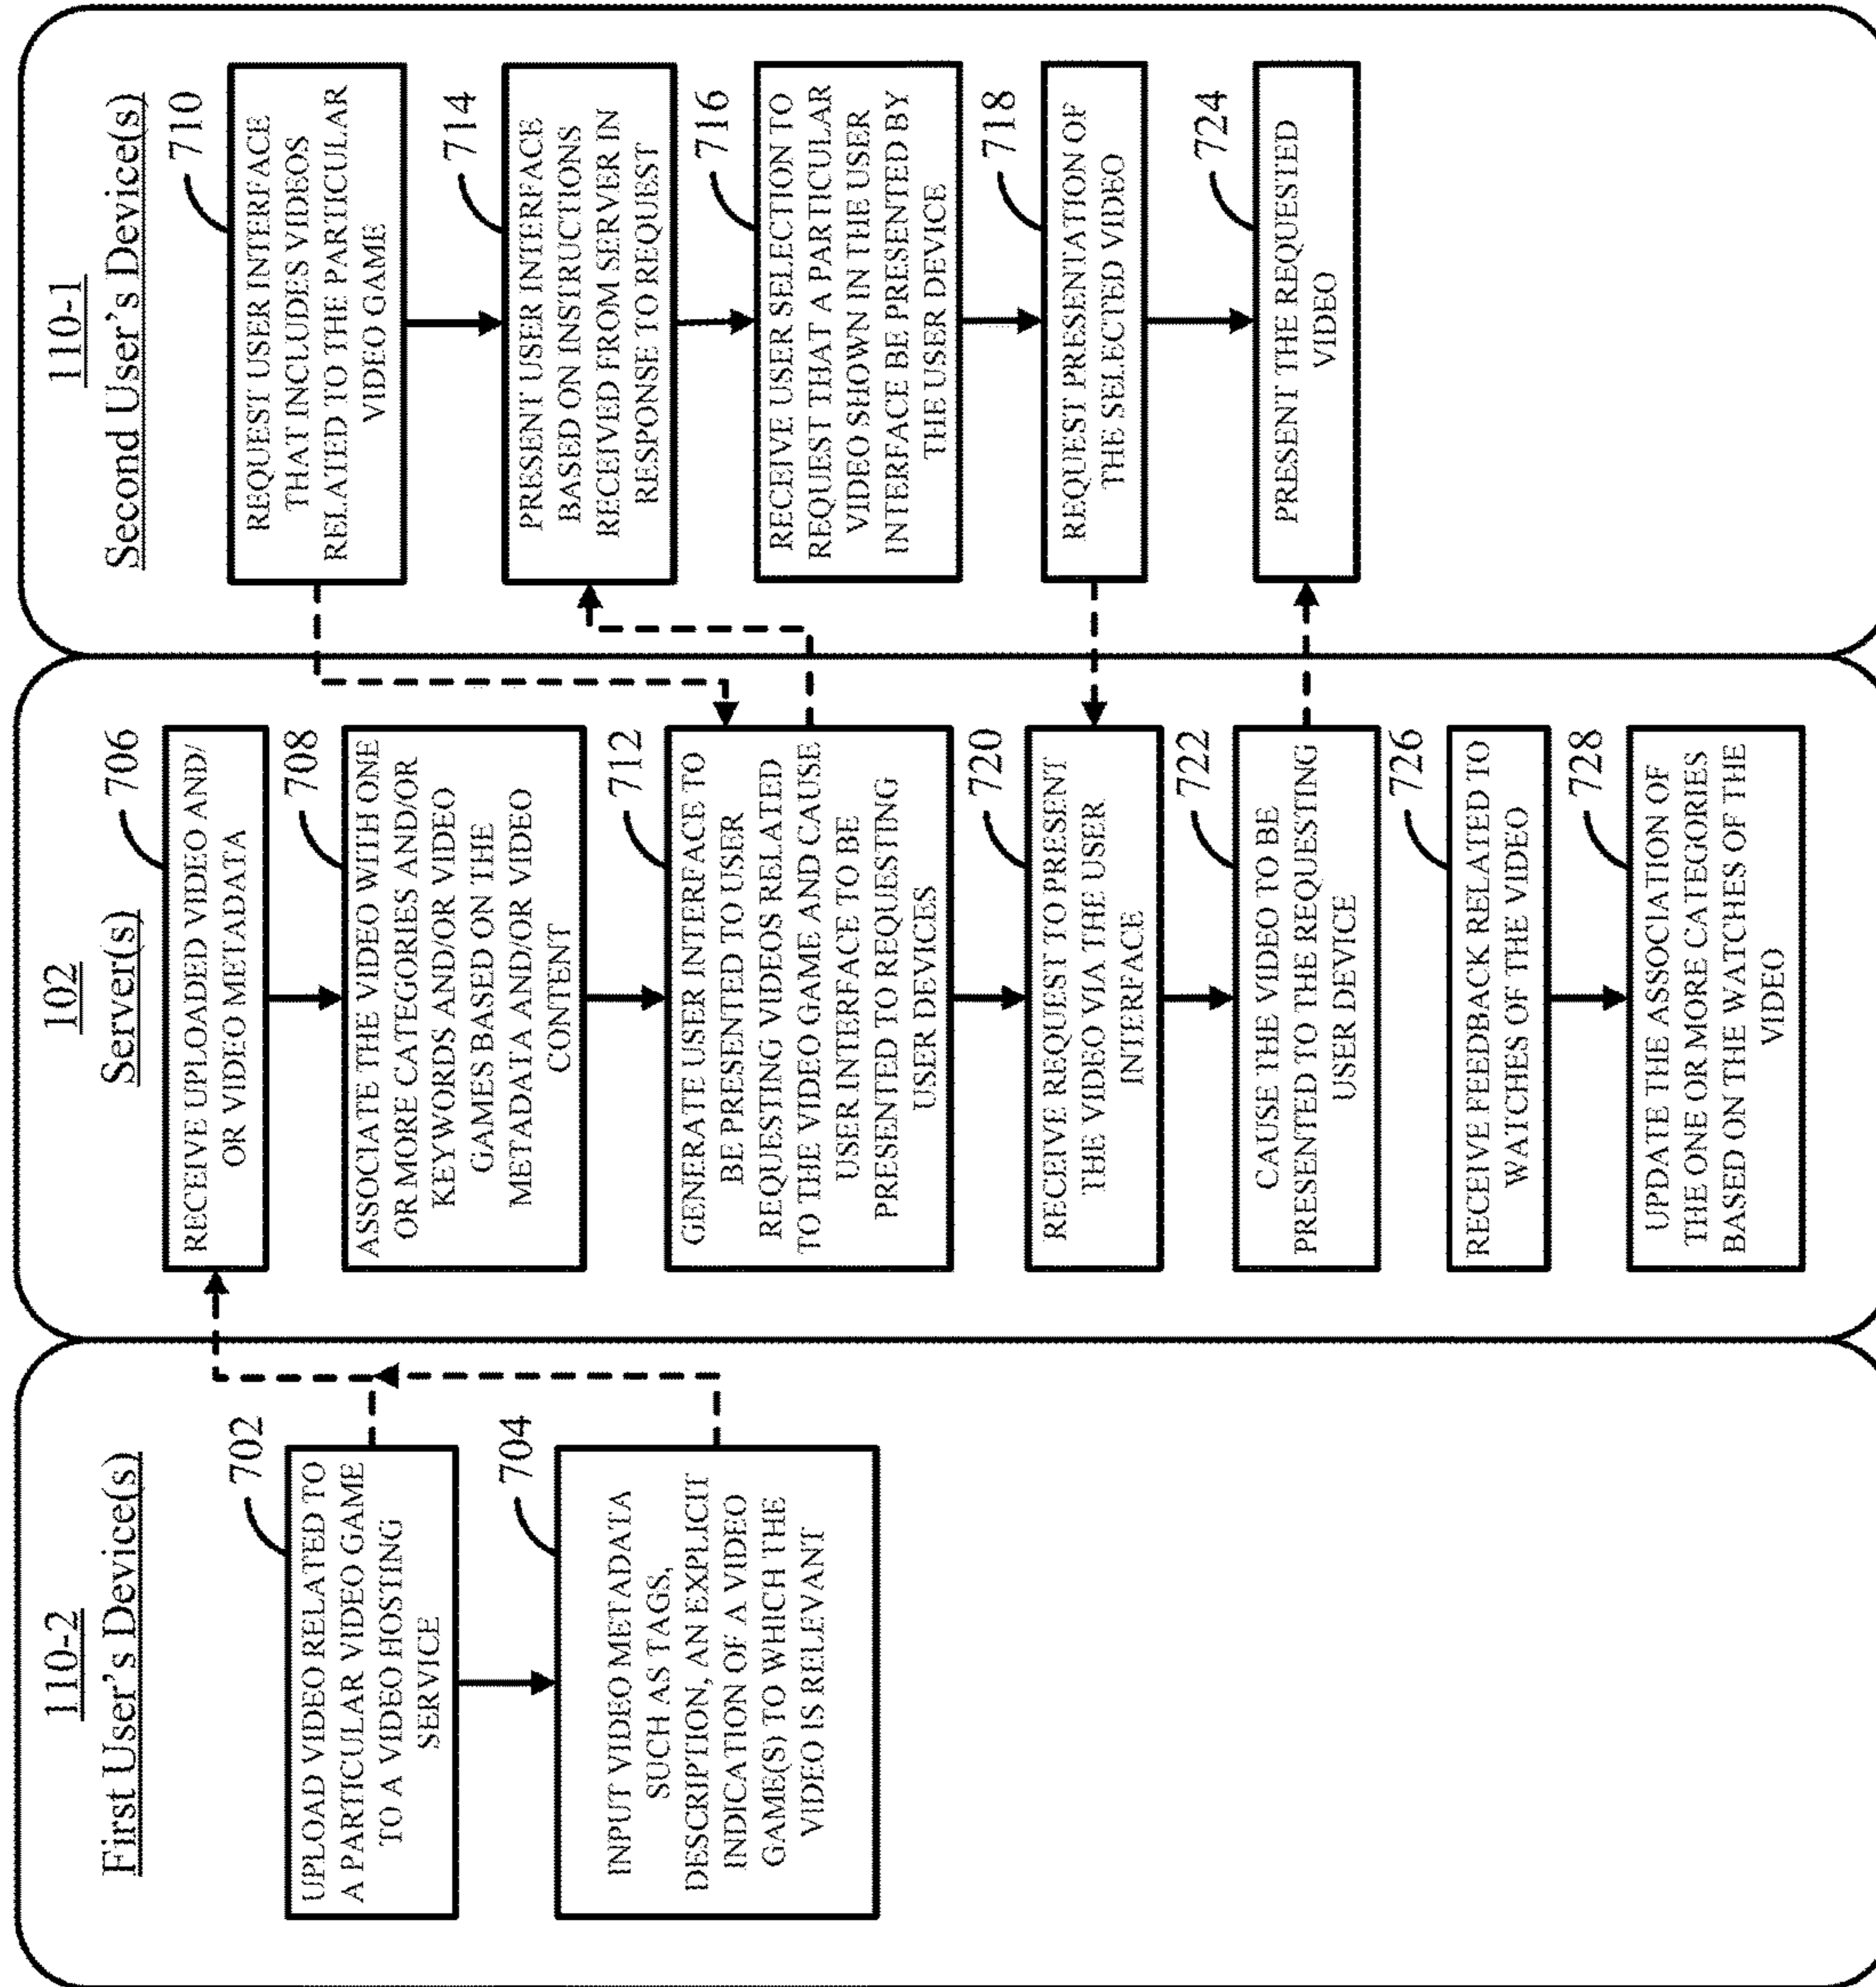 110-2
First User's Device(s)
702
UPLOAD VIDEO RELATED TO
A PARTICULAR VIDEO GAME
TO A VIDEO HOSTING
SERVICE
704
INPUT VIDEO METADATA
SUCH AS TAGS,
DESCRIPTION, AN EXPLICIT
INDICATION OF A VIDEO
GAME(S) TO WHICH THE
VIDEO IS RELEVANT
102
Server(s)
706
RECEIVE UPLOADED VIDEO AND/
OR VIDEO METADATA
708
ASSOCIATE THE VIDEO WITH ONE
OR MORE CATEGORIES AND/OR
KEYWORDS AND/OR VIDEO
GAMES BASED ON THE
METADATA AND/OR VIDEO
CONTENT
712
GENERATE USER INTERFACE TO
BE PRESENTED TO USER
REQUESTING VIDEOS RELATED
TO THE VIDEO GAME AND CAUSE
USER INTERFACE TO BE
PRESENTED TO REQUESTING
USER DEVICES
720
RECEIVE REQUEST TO PRESENT
THE VIDEO VIA THE USER
INTERFACE
722
CAUSE THE VIDEO TO BE
PRESENTED TO THE REQUESTING
USER DEVICE
726
RECEIVE FEEDBACK RELATED TO
WATCHES OF THE VIDEO
728
UPDATE THE ASSOCIATION OF
THE ONE OR MORE CATEGORIES
BASED ON THE WATCHES OF THE
VIDEO
110-1
Second User's Device(s)
710
REQUEST USER INTERFACE
THAT INCLUDES VIDEOS
RELATED TO THE PARTICULAR
VIDEO GAME
714
PRESENT USER INTERFACE
BASED ON INSTRUCTIONS
RECEIVED FROM SERVER IN
RESPONSE TO REQUEST
716
RECEIVE USER SELECTION TO
REQUEST THAT A PARTICULAR
VIDEO SHOWN IN THE USER
INTERFACE BE PRESENTED BY
THE USER DEVICE
718
REQUEST PRESENTATION OF
THE SELECTED VIDEO
724
PRESENT THE REQUESTED
VIDEO